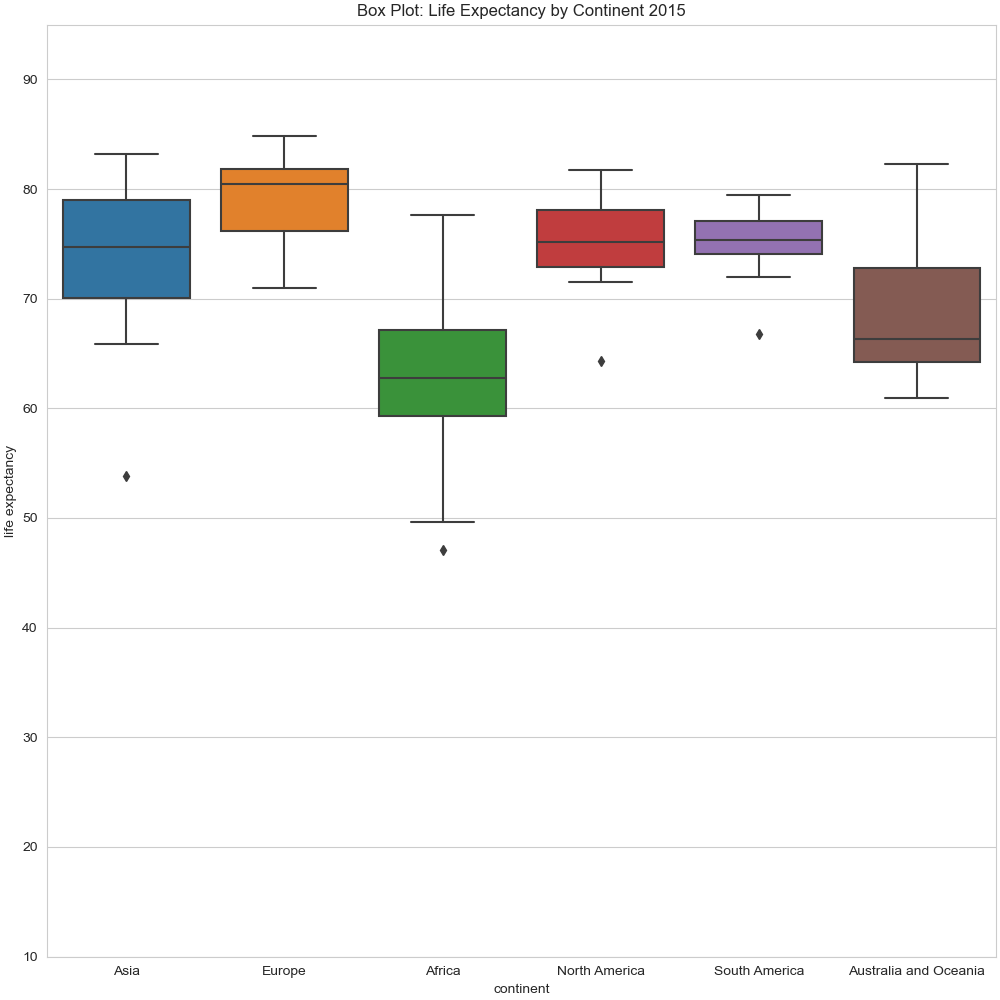 Box Plot: Life Expectancy by Continent 2015
90
80
70
60
50
40
30
20
10
life expectancy
Asia Europe Africa North America South America Australia and Oceania
continent